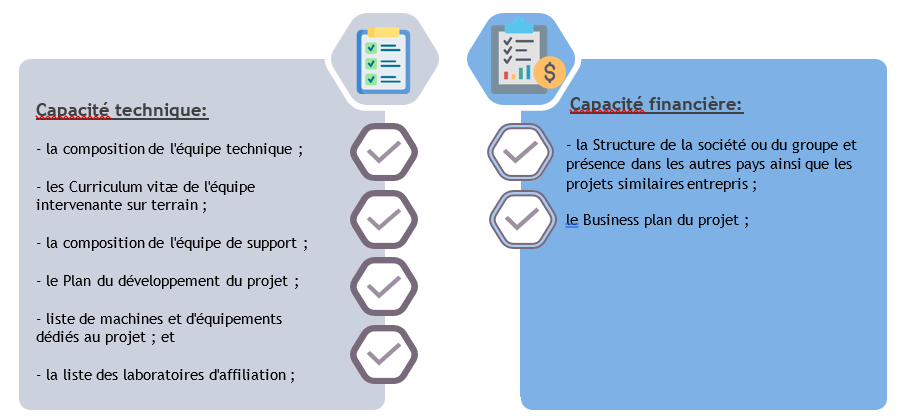 Capacité technique:
- la composition de l'équipe technique ;
- les Curriculum vitæ de l'équipe
intervenante sur terrain ;
- la composition de l'équipe de support ;
- le Plan du développement du projet ;
- liste de machines et d'équipements
dédiés au projet ; et
- la liste des laboratoires d'affiliation ;
$
Capacité financière:
- la Structure de la société ou du groupe et
présence dans les autres pays ainsi que les
projets similaires entrepris ;
le Business plan du projet ;